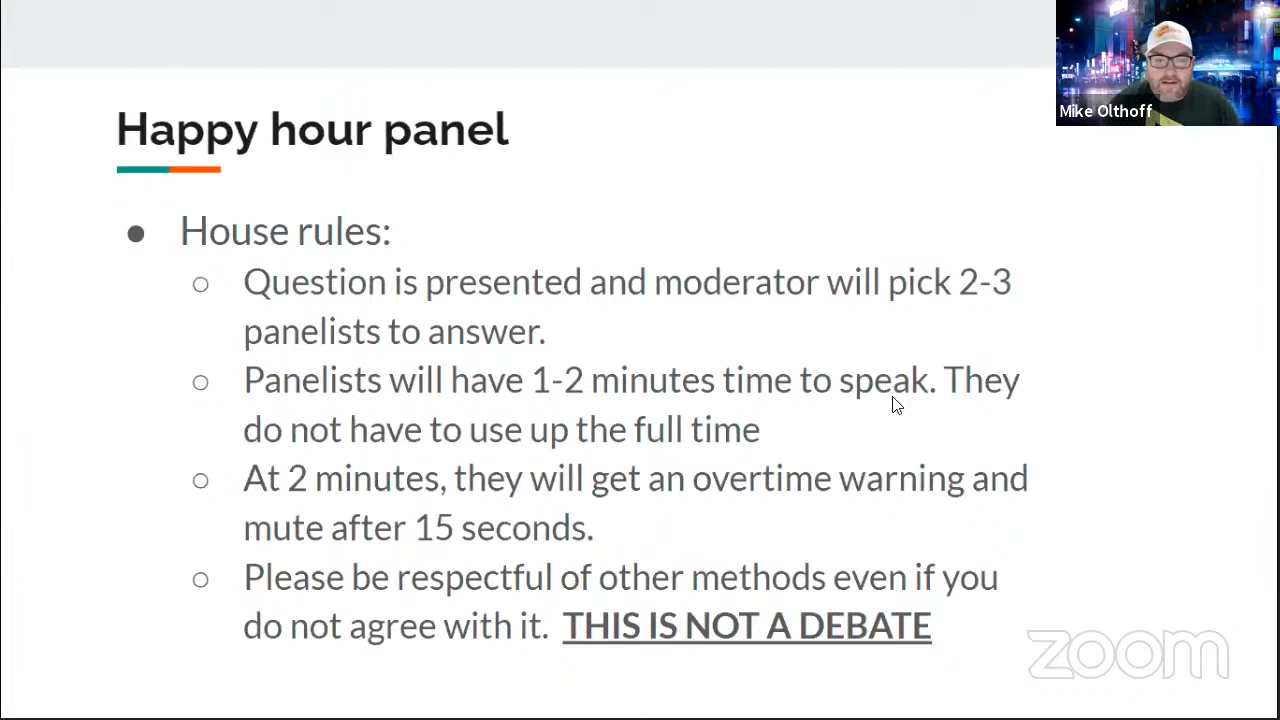 Mike Olthoff
Happy hour panel
● House rules:
○ Question is presented and moderator will pick 2-3
panelists to answer.
○ Panelists will have 1-2 minutes time to speak. They
do not have to use up the full time
○ At 2 minutes, they will get an overtime warning and
mute after 15 seconds.
○ Please be respectful of other methods even if you
do not agree with it. THIS IS NOT A DEBATE
zoom